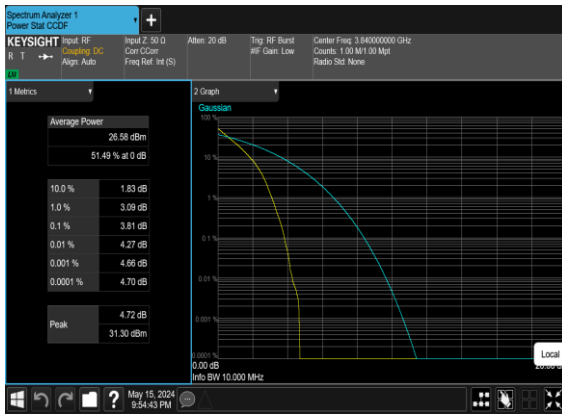 Spectrum Analyzer 1
Power Stat CCDF
+
KEYSIGHT
R T
LXI
Input: RF
Coupling: DC
Align: Auto
Input Z: 50 Ω
Corr CCorr
Freq Ref: Int (S)
Atten: 20 dB
Trig: RF Burst
#IF Gain: Low
Center Freq: 3.840000000 GHz
Counts: 1.00 M/1.00 Mpt
Radio Std: None
1 Metrics
Average Power
26.58 dBm
51.49 % at 0 dB
10.0 % 1.83 dB
1.0 % 3.09 dB
0.1 % 3.81 dB
0.01 % 4.27 dB
0.001 % 4.66 dB
0.0001 % 4.70 dB
Peak
4.72 dB
31.30 dBm
2 Graph
Gaussian
100 %
10 %
1 %
0.1 %
0.01 %
0.001 %
0.0001 %
0.00 dB
Info BW 10.000 MHz
Local
?
May 15, 2024
9:54:43 PM